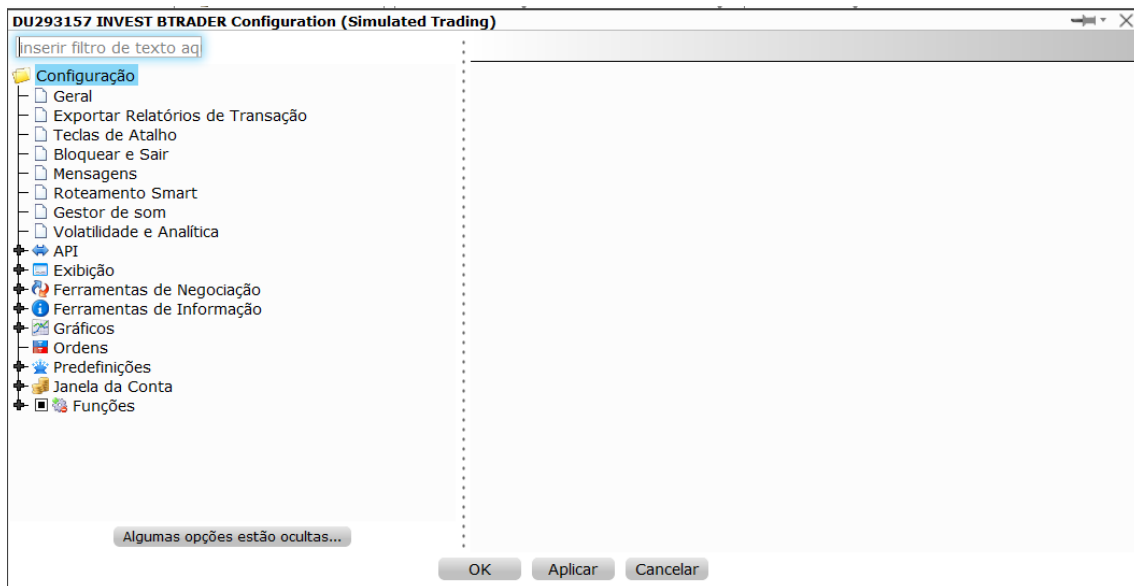 DU293157 INVEST BTRADER Configuration (Simulated Trading)
inserir filtro de texto aq
Configuração
Geral
Exportar Relatórios de Transação
Teclas de Atalho
Bloquear e Sair
Mensagens
Roteamento Smart
Gestor de som
Volatilidade e Analítica
API
Exibição
Ferramentas de Negociação
Ferramentas de Informação
Gráficos
Ordens
Predefinições
Janela da Conta
Funções
Algumas opções estão ocultas...
OK Aplicar Cancelar